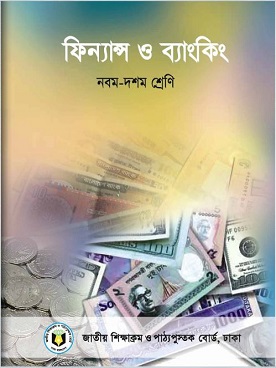 ফিন্যান্স ও ব্যাংকিং
নবম-দশম শ্রেণি
জাতীয় শিক্ষাক্রম ও পাঠ্যপুস্তক বোর্ড, ঢাকা